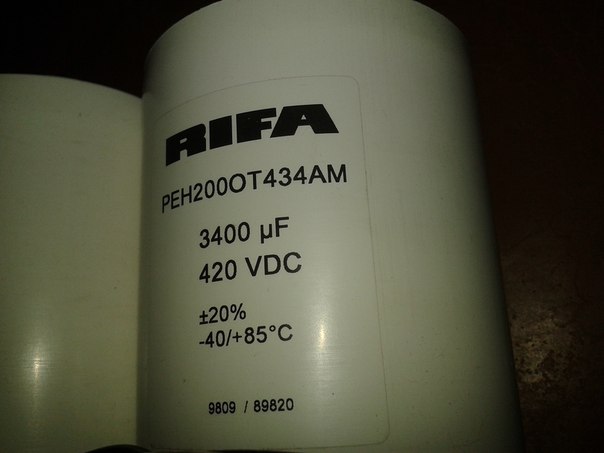 RIFA
PEH200OT434AM
3400 µF
420 VDC
±20%
-40/+85°C
9809 / 89820